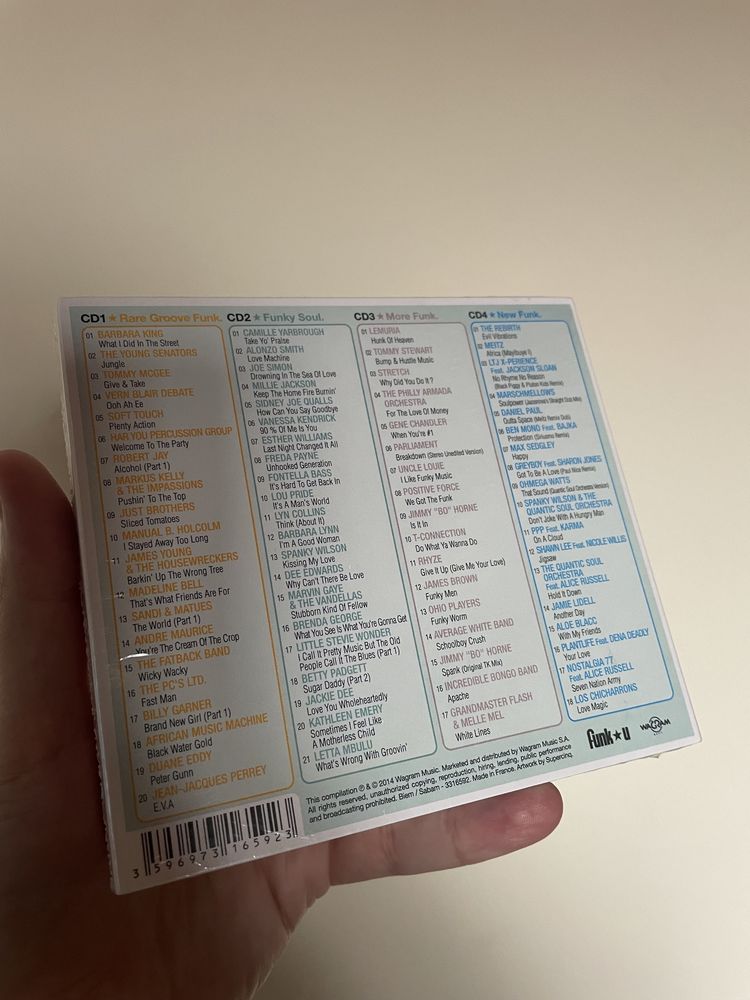 CD1 ★ Rare Groove Funk.
01 BARBARA KING
What I Did In The Street
02 THE YOUNG SENATORS
Jungle
03 TOMMY MCGEE
Give & Take
04 VERN BLAIR DEBATE
Ooh Ah Ee
05 SOFT TOUCH
Plenty Action
06 HAR YOU PERCUSSION GROUP
Welcome To The Party
07 ROBERT JAY
Alcohol (Part 1)
08 MARKUS KELLY
& THE IMPASSIONS
Pushin' To The Top
09 JUST BROTHERS
Sliced Tomatoes
10 MANUAL B. HOLCOLM
I Stayed Away Too Long
11 JAMES YOUNG
& THE HOUSEWRECKERS
Barkin' Up The Wrong Tree
12 MADELINE BELL
That's What Friends Are For
13 SANDI & MATUES
The World (Part 1)
14 ANDRE MAURICE
You're The Cream Of The Crop
15 THE FATBACK BAND
Wicky Wacky
16 THE PC'S LTD.
Fast Man
17 BILLY GARNER
Brand New Girl (Part 1)
18 AFRICAN MUSIC MACHINE
Black Water Gold
19 DUANE EDDY
Peter Gunn
20 JEAN-JACQUES PERREY
E.V.A
CD2 ★ Funky Soul.
01 CAMILLE YARBROUGH
Take Yo' Praise
02 ALONZO SMITH
Love Machine
03 JOE SIMON
Drowning In The Sea Of Love
04 MILLIE JACKSON
Keep The Home Fire Burnin'
05 SIDNEY JOE QUALLS
How Can You Say Goodbye
06 VANESSA KENDRICK
90 % Of Me Is You
07 ESTHER WILLIAMS
Last Night Changed It All
08 FREDA PAYNE
Unhooked Generation
09 FONTELLA BASS
It's Hard To Get Back In
10 LOU PRIDE
It's A Man's World
11 LYN COLLINS
Think (About It)
12 BARBARA LYNN
I'm A Good Woman
13 SPANKY WILSON
Kissing My Love
14 DEE EDWARDS
Why Can't There Be Love
15 MARVIN GAYE
& THE VANDELLAS
Stubborn Kind Of Fellow
16 BRENDA GEORGE
What You See Is What You're Gonna Get
17 LITTLE STEVIE WONDER
I Call It Pretty Music But The Old
People Call It The Blues (Part 1)
18 BETTY PADGETT
Sugar Daddy (Part 2)
19 JACKIE DEE
Love You Wholeheartedly
20 KATHLEEN EMERY
Sometimes I Feel Like
A Motherless Child
21 LETTA MBULU
What's Wrong With Groovin'
CD3 ★ More Funk.
01 LEMURIA
Hunk Of Heaven
02 TOMMY STEWART
Bump & Hustle Music
03 STRETCH
Why Did You Do It ?
04 THE PHILLY ARMADA
ORCHESTRA
For The Love Of Money
05 GENE CHANDLER
When You're #1
06 PARLIAMENT
Breakdown (Stereo Unedited Version)
07 UNCLE LOUIE
I Like Funky Music
08 POSITIVE FORCE
We Got The Funk
09 JIMMY "BO" HORNE
Is It In
10 T-CONNECTION
Do What Ya Wanna Do
11 RHYZE
Give It Up (Give Me Your Love)
12 JAMES BROWN
Funky Men
13 OHIO PLAYERS
Funky Worm
14 AVERAGE WHITE BAND
Schoolboy Crush
15 JIMMY "BO" HORNE
Spank (Original TK Mix)
16 INCREDIBLE BONGO BAND
Apache
17 GRANDMASTER FLASH
& MELLE MEL
White Lines
CD4 ★ New Funk.
01 THE REBIRTH
Evil Vibrations
02 MEITZ
Africa (Mayibuye !)
03 LTJ X-PERIENCE
Feat. JACKSON SLOAN
No Rhyme No Reason
04 MARSHMELLOWS
Soulpower
05 DANIEL PAUL
Outta Space (Meitz Remix Dub)
06 BEN MONO Feat. BAJKA
Protection (Siriusmo Remix)
07 MAX SEDGLEY
Happy
08 GREYBOY Feat. SHARON JONES
Got To Be A Love (Paul Nice Remix)
09 OHMEGA WATTS
That Sound (Quantic Soul Orchestra Version)
10 SPANKY WILSON & THE
QUANTIC SOUL ORCHESTRA
Don't Joke With A Hungry Man
11 PPP Feat. KARMA
On A Cloud
12 SHAWN LEE Feat. NICOLE WILLIS
Jigsaw
13 THE QUANTIC SOUL
ORCHESTRA
Feat. ALICE RUSSELL
Hold It Down
14 JAMIE LIDELL
Another Day
15 ALOE BLACC
With My Friends
16 PLANTLIFE Feat. DENA DEADLY
Your Love
17 NOSTALGIA 77
Feat. ALICE RUSSELL
Seven Nation Army
18 LOS CHICHARRONS
Love Magic
funk★u
WAGRAM
This compilation ℗ & © 2014 Wagram Music. Marketed and distributed by Wagram Music S.A.
All rights reserved, unauthorized copying, reproduction, hiring, lending, public performance
and broadcasting prohibited. Biem / Sabam - 3316592. Made in France. Artwork by Supercinq.
3 596973 165923